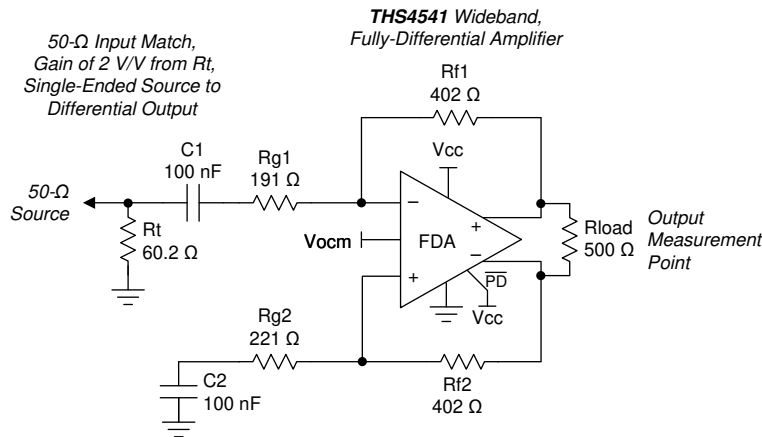 THS4541 Wideband,
Fully-Differential Amplifier
50-Ω Input Match,
Gain of 2 V/V from Rt,
Single-Ended Source to
Differential Output
Rf1
402 Ω
C1
100 nF
Rg1
191 Ω
Vcc
50-Ω
Source
Rt
60.2 Ω
−
+
Vocm
FDA
−
+
PD
Vcc
Rload
500 Ω
Output
Measurement
Point
Rg2
221 Ω
C2
100 nF
Rf2
402 Ω